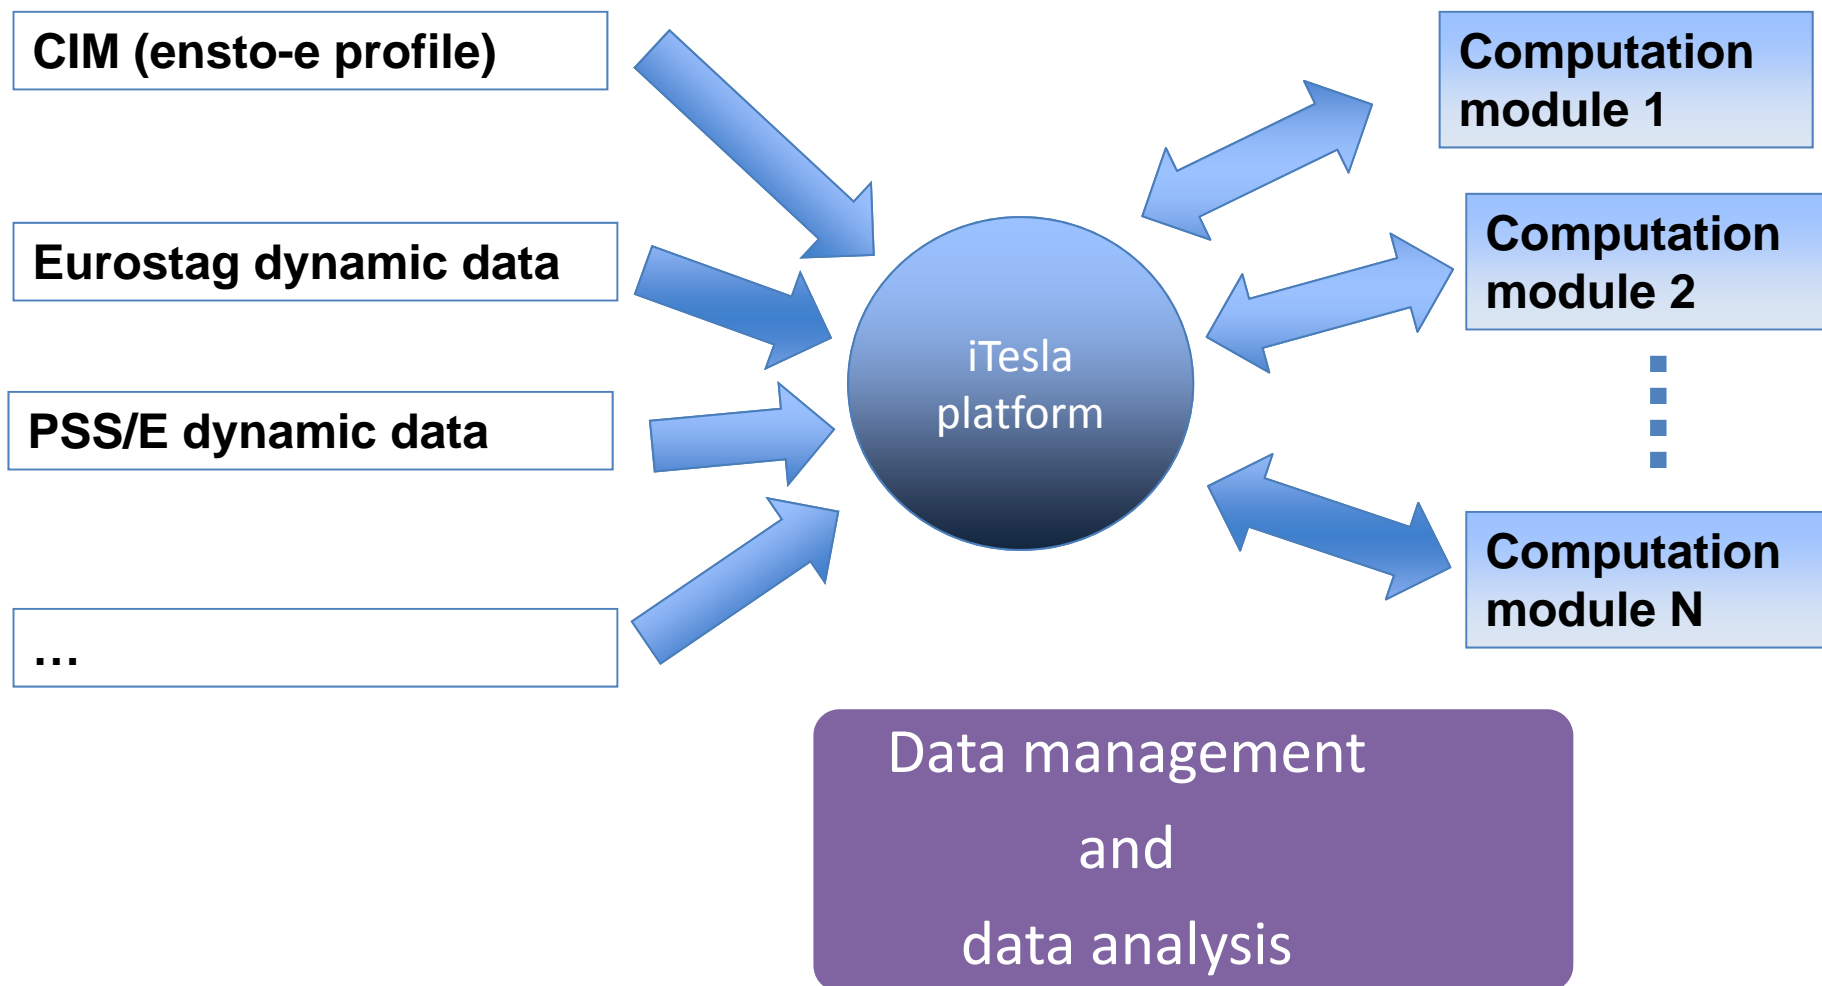 CIM (ensto-e profile)
Eurostag dynamic data
PSS/E dynamic data
…
iTesla
platform
Computation
module 1
Computation
module 2
Computation
module N
Data management
and
data analysis